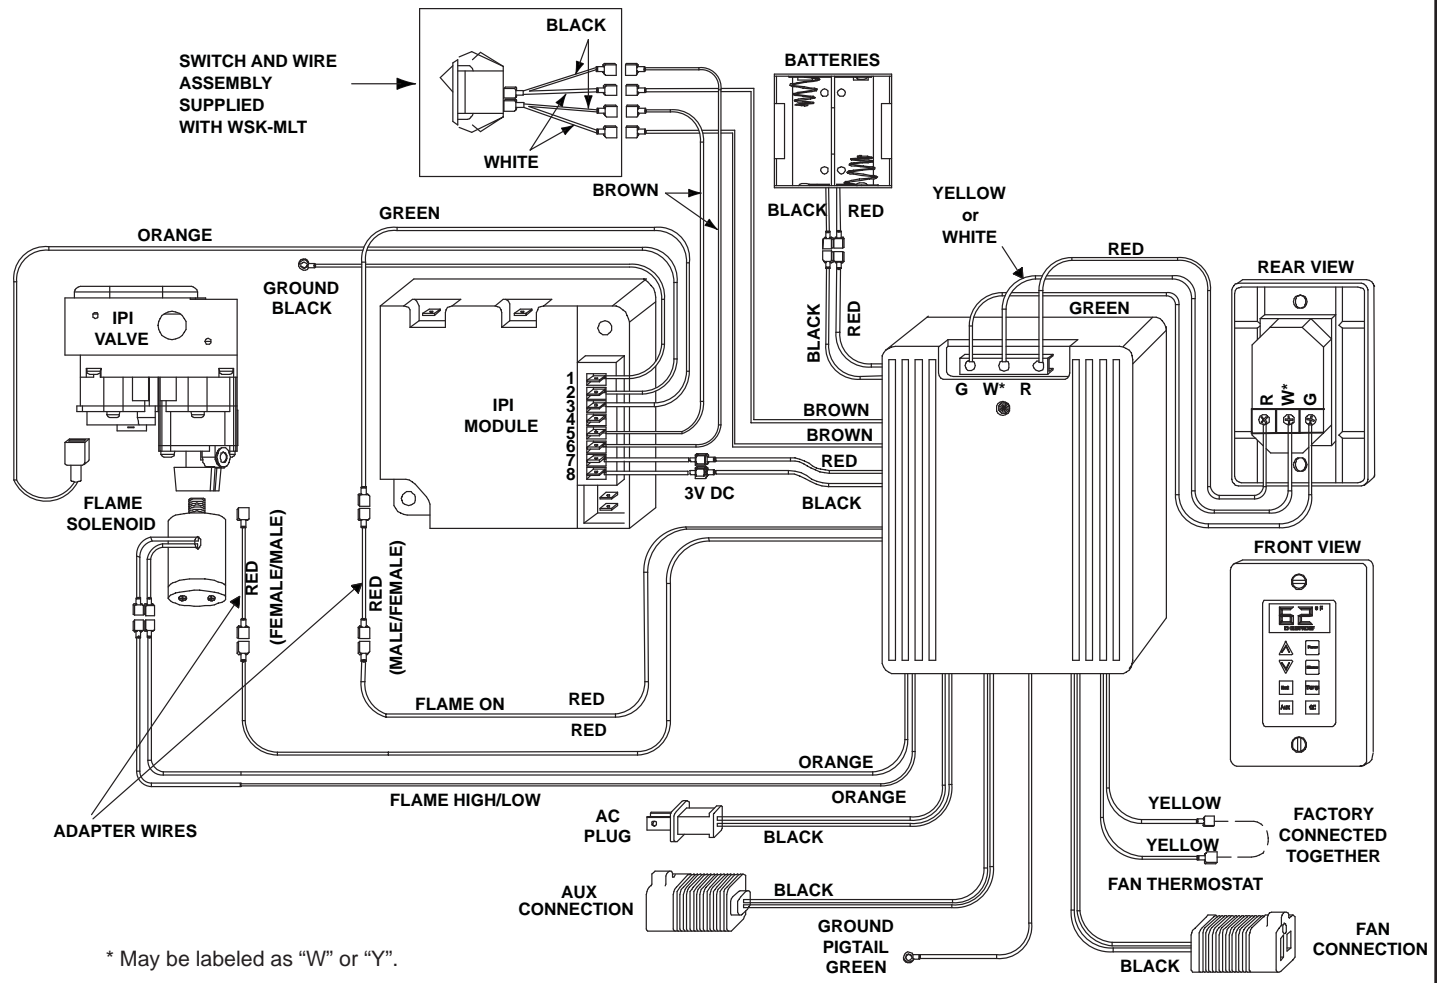 BLACK
SWITCH AND WIRE
ASSEMBLY
SUPPLIED
WITH WSK-MLT
WHITE
BATTERIES
BLACK
RED
BROWN
YELLOW
or
WHITE
GREEN
ORANGE
GROUND
BLACK
RED
GREEN
REAR VIEW
IPI
VALVE
BLACK
RED
IPI
MODULE
1
2
3
4
5
6
7
8
G W* R
R
W*
G
BROWN
BROWN
RED
3V DC
BLACK
FLAME
SOLENOID
RED
(FEMALE/MALE)
RED
(MALE/FEMALE)
FRONT VIEW
62 °F
FLAME ON
RED
RED
ORANGE
FLAME HIGH/LOW
ORANGE
ADAPTER WIRES
AC
PLUG
BLACK
YELLOW
YELLOW
FACTORY
CONNECTED
TOGETHER
FAN THERMOSTAT
AUX
CONNECTION
BLACK
GROUND
PIGTAIL
GREEN
BLACK
FAN
CONNECTION
* May be labeled as “W” or “Y”.